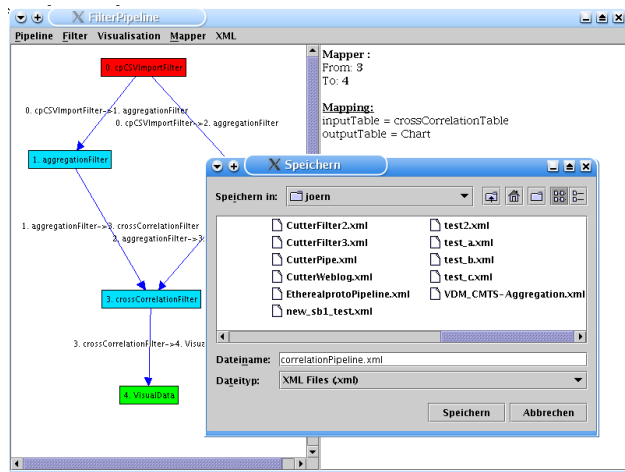 FilterPipeline
Pipeline Filter Visualisation Mapper XML
0. cpCSVImportFilter
0. cpCSVImportFilter->1. aggregationFilter
0. cpCSVImportFilter->2. aggregationFilter
1. aggregationFilter
1. aggregationFilter->3. crossCorrelationFilter
2. aggregation->3
3. crossCorrelationFilter
3. crossCorrelationFilter->4. Visua
4. VisualData
Mapper :
From: 3
To: 4
Mapping:
inputTable = crossCorrelationTable
outputTable = Chart
Speichern
Speichern in: joern
CutterFilter2.xml test2.xml
CutterFilter3.xml test_a.xml
CutterPipe.xml test_b.xml
CutterWeblog.xml test_c.xml
EtherealprotoPipeline.xml VDM_CMTS-Aggregation.xml
new_sb1_test.xml
Dateiname: correlationPipeline.xml
Dateityp: XML Files (.xml)
Speichern Abbrechen